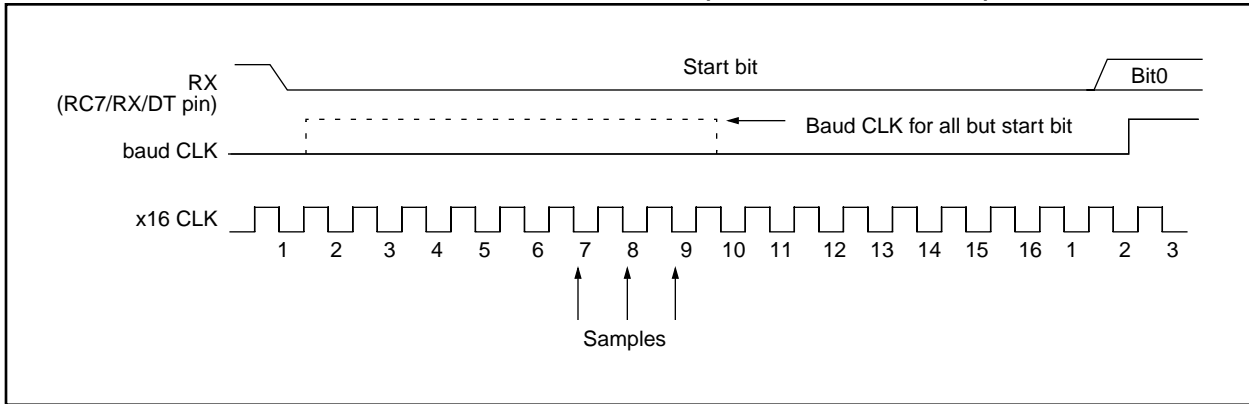 Start bit
RX
(RC7/RX/DT pin)
Bit0
Baud CLK for all but start bit
baud CLK
x16 CLK
1 2 3 4 5 6 7 8 9 10 11 12 13 14 15 16 1 2 3
Samples